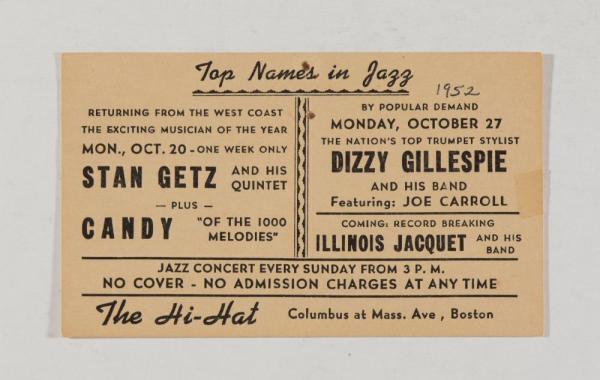 Top Names in Jazz
1952
RETURNING FROM THE WEST COAST
THE EXCITING MUSICIAN OF THE YEAR
MON., OCT. 20 - ONE WEEK ONLY
STAN GETZ AND HIS QUINTET
— PLUS —
CANDY "OF THE 1000 MELODIES"
BY POPULAR DEMAND
MONDAY, OCTOBER 27
THE NATION'S TOP TRUMPET STYLIST
DIZZY GILLESPIE
AND HIS BAND
Featuring: JOE CARROLL
COMING: RECORD BREAKING
ILLINOIS JACQUET AND HIS BAND
JAZZ CONCERT EVERY SUNDAY FROM 3 P. M.
NO COVER - NO ADMISSION CHARGES AT ANY TIME
The Hi-Hat Columbus at Mass. Ave , Boston